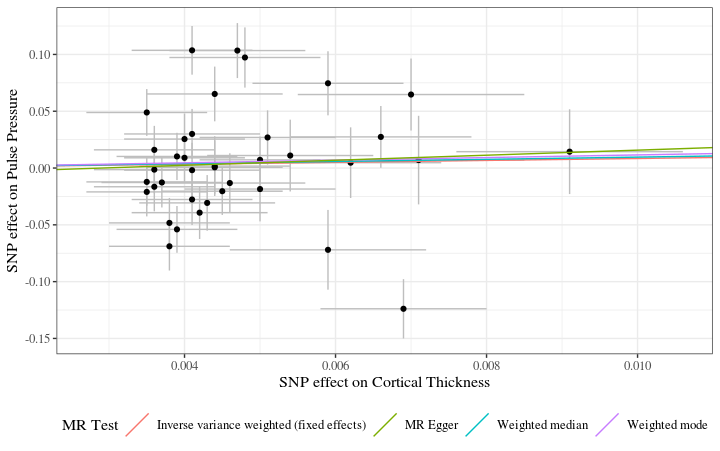 SNP effect on Pulse Pressure
0.10
0.05
0.00
-0.05
-0.10
-0.15
0.004 0.006 0.008 0.010
SNP effect on Cortical Thickness
MR Test Inverse variance weighted (fixed effects) MR Egger Weighted median Weighted mode